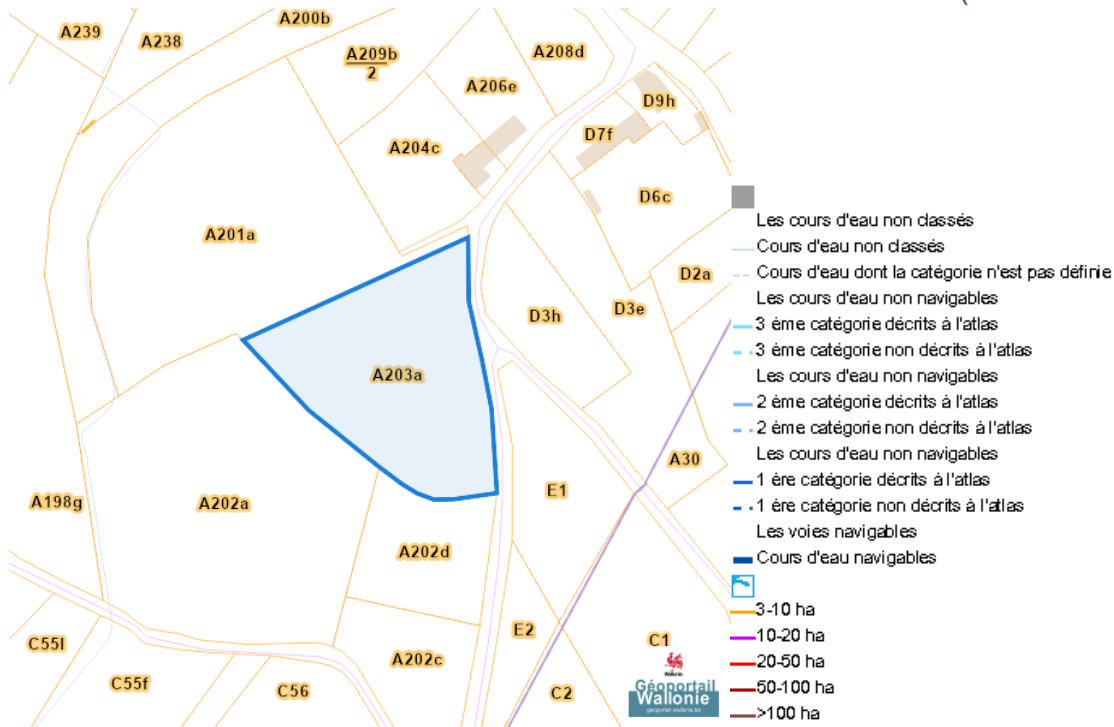 A239
A238
A200b
A209b
2
A208d
A206e
D9h
D7f
A204c
D6c
A201a
D2a
D3h
D3e
A203a
A30
A198g
A202a
E1
A202d
E2
C1
C55l
A202c
C55f
C56
C2
Wallonie
Géoportail
Wallonie
geoportail.wallonie.be
Les cours d'eau non classés
Cours d'eau non classés
Cours d'eau dont la catégorie n'est pas définie
Les cours d'eau non navigables
3 ème catégorie décrits à l'atlas
3 ème catégorie non décrits à l'atlas
Les cours d'eau non navigables
2 ème catégorie décrits à l'atlas
2 ème catégorie non décrits à l'atlas
Les cours d'eau non navigables
1 ère catégorie décrits à l'atlas
1 ère catégorie non décrits à l'atlas
Les voies navigables
Cours d'eau navigables
3-10 ha
10-20 ha
20-50 ha
50-100 ha
>100 ha